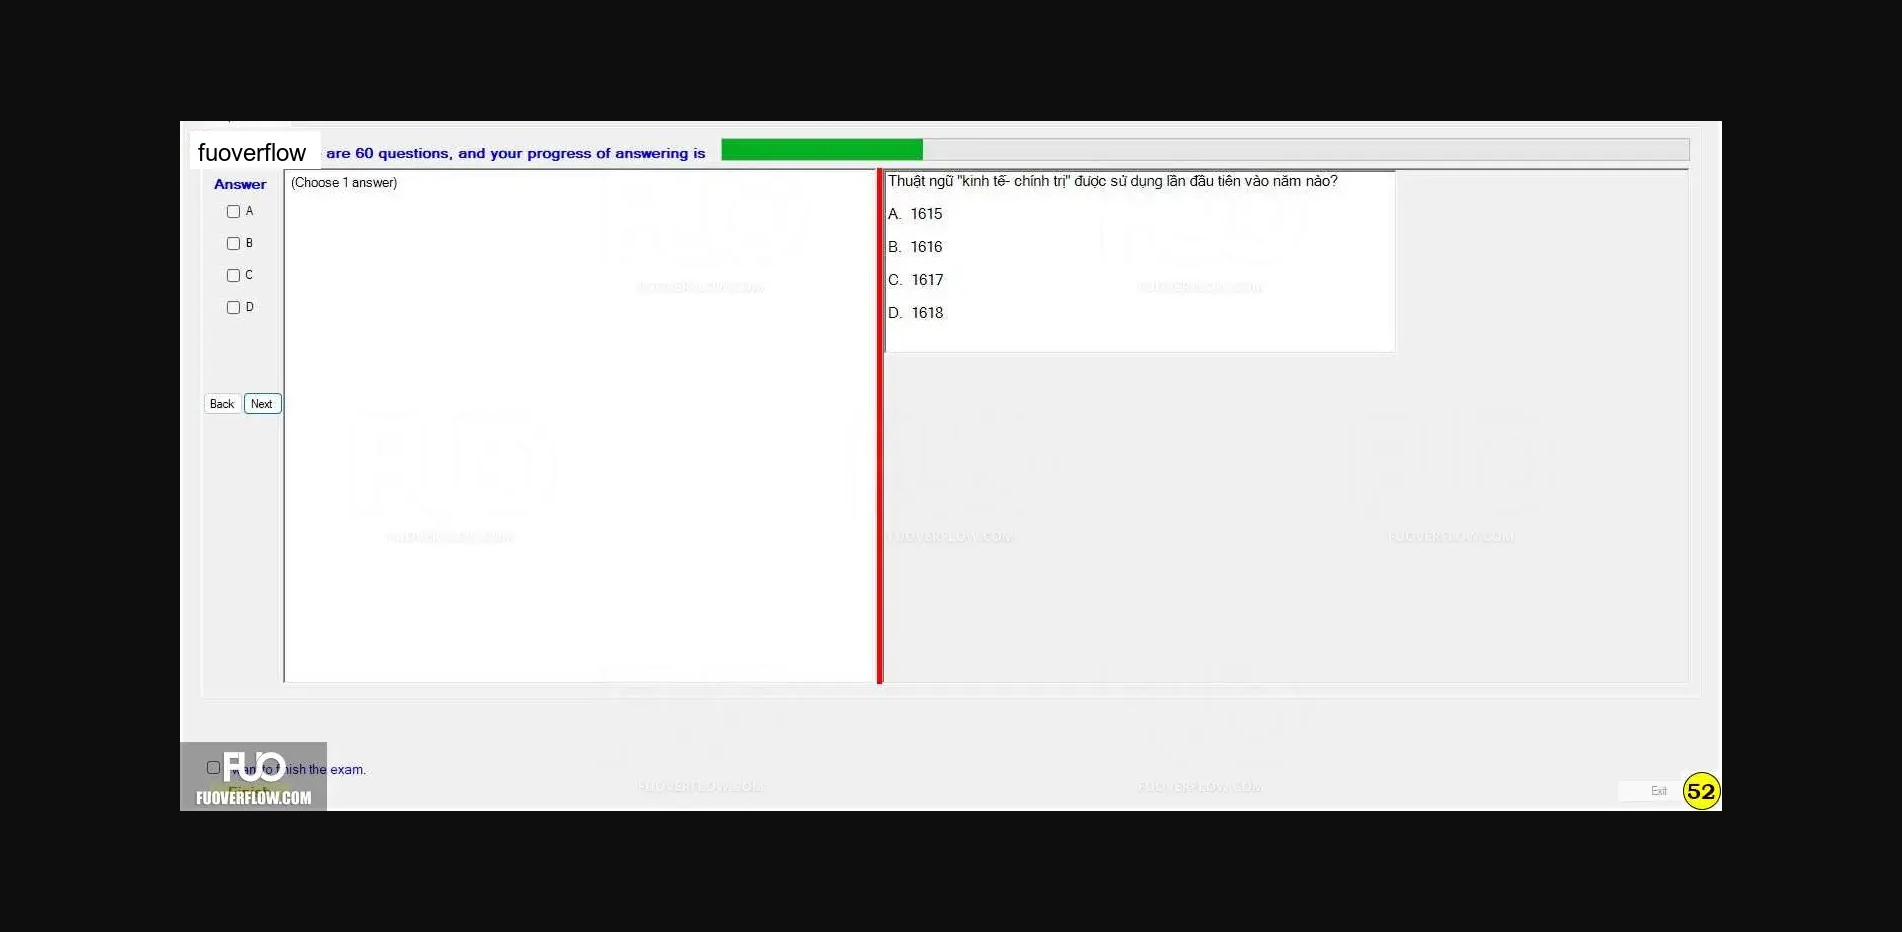 fuoverflow are 60 questions, and your progress of answering is
Answer
(Choose 1 answer)
A
B
C
D
Back Next
Thuật ngữ "kinh tế- chính trị" được sử dụng lần đầu tiên vào năm nào?
A. 1615
B. 1616
C. 1617
D. 1618
FUOVERFLOW.COM
FUOVERFLOW.COM
FUOVERFLOW.COM
FUOVERFLOW.COM
FUOVERFLOW.COM
FUOVERFLOW.COM
FUOVERFLOW.COM
FUO
want to finish the exam.
Finish
FUOVERFLOW.COM
Exit
52